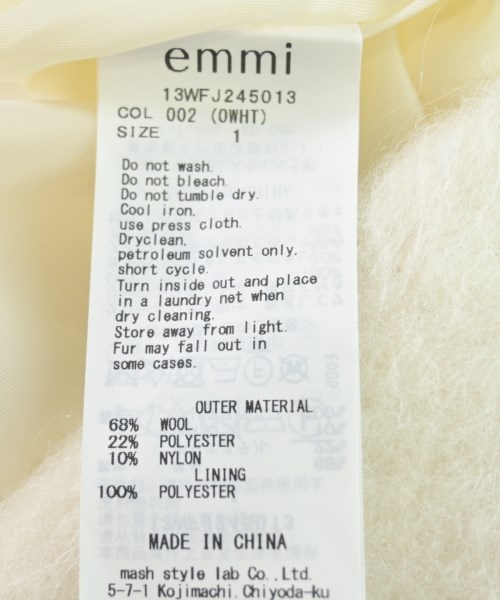 emmi
13WFJ245013
COL 002 (OWHT)
SIZE 1
Do not wash.
Do not bleach.
Do not tumble dry.
Cool iron.
use press cloth.
Dryclean.
petroleum solvent only.
short cycle.
Turn inside out and place
in a laundry net when
dry cleaning.
Store away from light.
Fur may fall out in
some cases.
OUTER MATERIAL
68% WOOL
22% POLYESTER
10% NYLON
LINING
100% POLYESTER
MADE IN CHINA
mash style lab Co.,Ltd.
5-7-1 Kojimachi,Chiyoda-ku